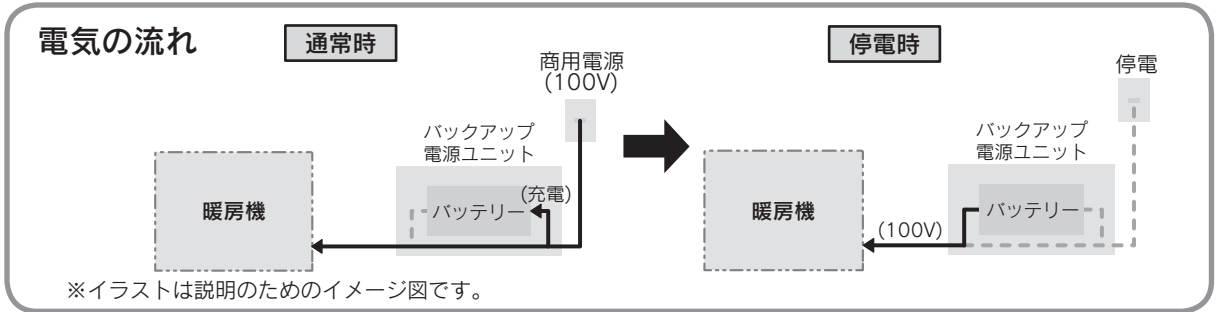 電気の流れ
通常時
商用電源
(100V)
バックアップ
電源ユニット
(充電)
バッテリー
暖房機
停電時
停電
バックアップ
電源ユニット
バッテリー
暖房機
(100V)
※イラストは説明のためのイメージ図です。